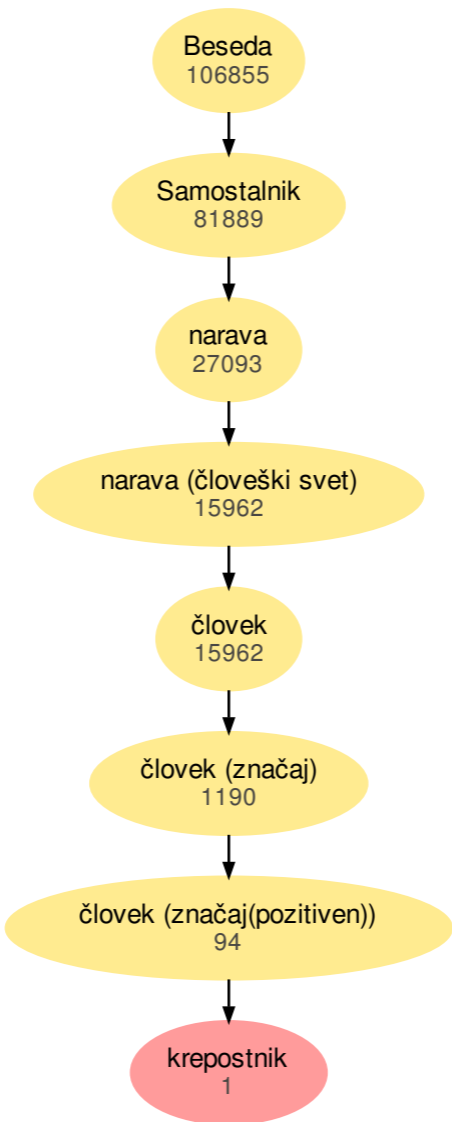 Beseda
106855
Samostalnik
81889
narava
27093
narava (človeški svet)
15962
človek
15962
človek (značaj)
1190
človek (značaj(pozitiven))
94
krepostnik
1